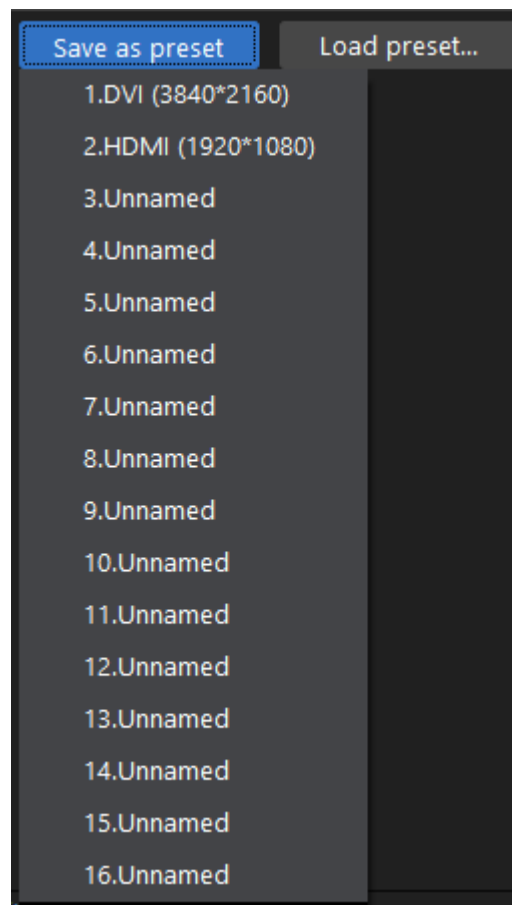 Save as preset Load preset...
1.DVI (3840*2160)
2.HDMI (1920*1080)
3.Unnamed
4.Unnamed
5.Unnamed
6.Unnamed
7.Unnamed
8.Unnamed
9.Unnamed
10.Unnamed
11.Unnamed
12.Unnamed
13.Unnamed
14.Unnamed
15.Unnamed
16.Unnamed